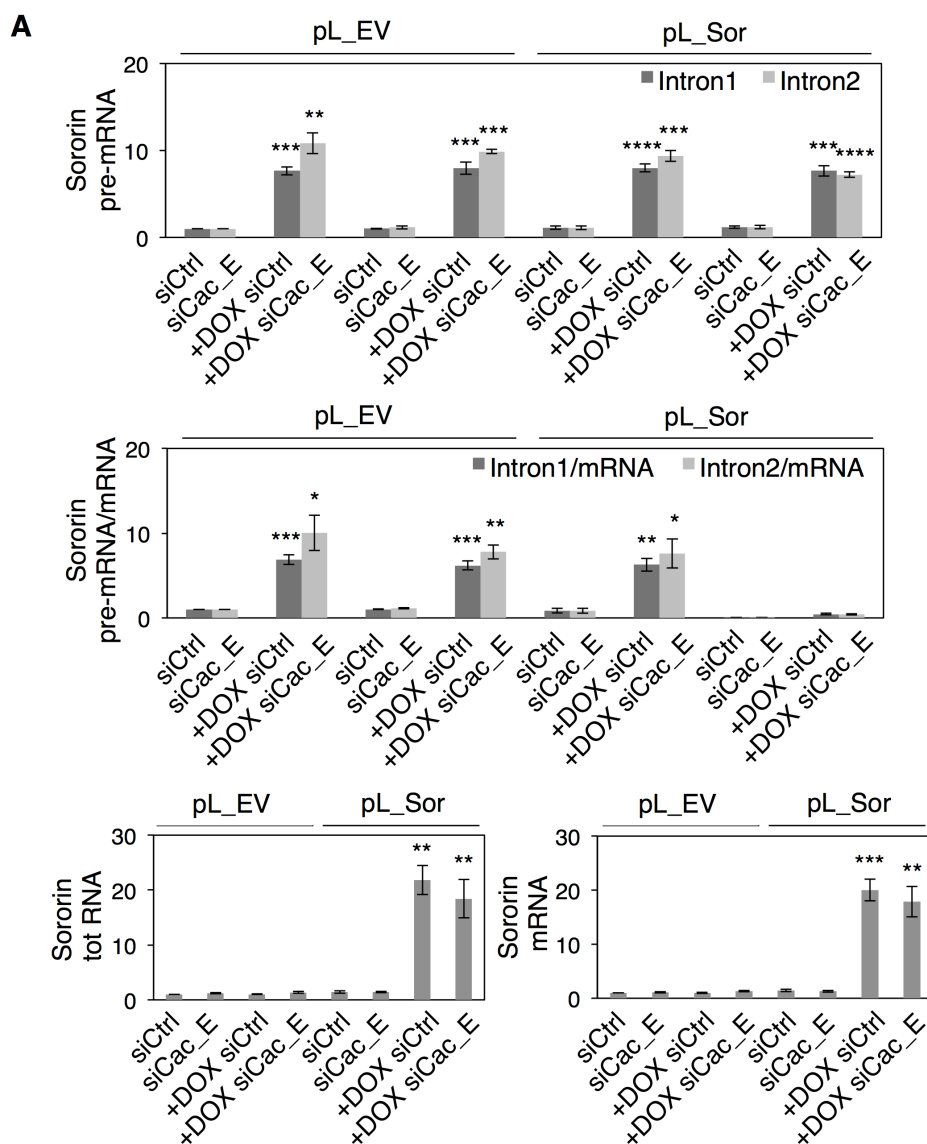 A
pL_EV pL_Sor
Intron1 Intron2
Sororin
pre-mRNA
20
10
0
*** ** *** *** **** *** *** ****
siCtrl siCac_E +DOX siCtrl +DOX siCac_E siCtrl siCac_E +DOX siCtrl +DOX siCac_E siCtrl siCac_E +DOX siCtrl +DOX siCac_E siCtrl siCac_E +DOX siCtrl +DOX siCac_E
pL_EV pL_Sor
Intron1/mRNA Intron2/mRNA
Sororin
pre-mRNA/mRNA
20
10
0
*** * *** ** ** *
siCtrl siCac_E +DOX siCtrl +DOX siCac_E siCtrl siCac_E +DOX siCtrl +DOX siCac_E siCtrl siCac_E +DOX siCtrl +DOX siCac_E siCtrl siCac_E +DOX siCtrl +DOX siCac_E
pL_EV pL_Sor
Sororin
tot RNA
30
20
10
0
** **
siCtrl siCac_E +DOX siCtrl +DOX siCac_E siCtrl siCac_E +DOX siCtrl +DOX siCac_E
pL_EV pL_Sor
Sororin
mRNA
30
20
10
0
*** **
siCtrl siCac_E +DOX siCtrl +DOX siCac_E siCtrl siCac_E +DOX siCtrl +DOX siCac_E